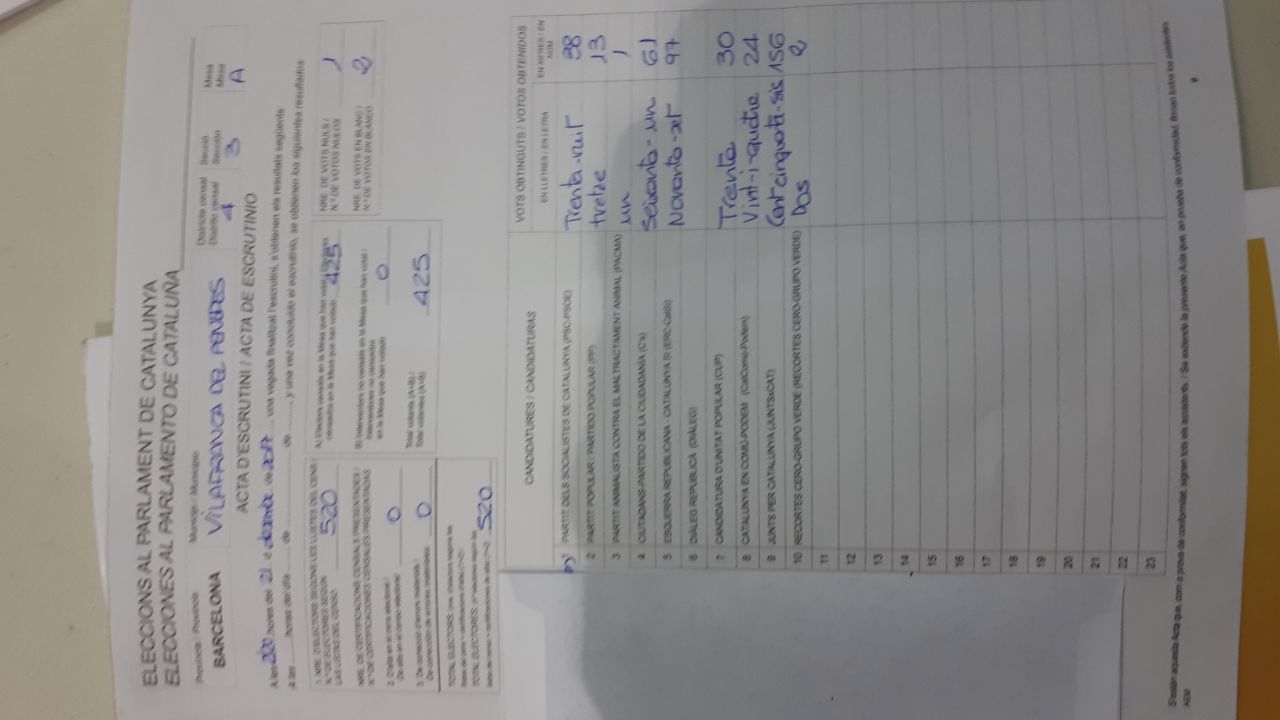 ELECCIONS AL PARLAMENT DE CATALUNYA
ELECCIONES AL PARLAMENTO DE CATALUÑA
Província / Provincia Municipi / Municipio Districte censal Secció Mesa
Distrito censal Sección Mesa
BARCELONA VILAFRANCA DEL PENEDES 4 3 A
ACTA D'ESCRUTINI / ACTA DE ESCRUTINIO
A les 2000 hores del 21 d desembre de 2017, una vegada finalitzat l'escrutini, s'obtenen els resultats següents:
A las horas del día de de y una vez concluido el escrutinio, se obtienen los siguientes resultados:
1. NRE. D'ELECTORS SEGONS LES LLISTES DEL CENS /
Nº DE ELECTORES SEGÚN
LAS LISTAS DEL CENSO 520
NRE. DE CERTIFICACIONS CENSALS PRESENTADES /
Nº DE CERTIFICACIONES CENSALES PRESENTADAS
2. D'alta en el cens electoral /
De alta en el censo electoral: 0
3. De correcció d'errors materials /
De corrección de errores materiales: 0
520
A) Electors censats en la Mesa que han votat / Electores
censados en la Mesa que han votado 425
B) Interventors no censats en la Mesa que han votat /
Interventores no censados
en la Mesa que han votado 0
Total votants (A+B) /
Total votantes (A+B) 425
NRE. DE VOTS NULS /
Nº DE VOTOS NULOS 1
NRE. DE VOTS EN BLANC /
Nº DE VOTOS EN BLANCO 2
CANDIDATURES / CANDIDATURAS VOTS OBTINGUTS / VOTOS OBTENIDOS
EN LLETRES / EN LETRA EN XIFRES / EN NÚM.
PARTIT DELS SOCIALISTES DE CATALUNYA (PSC-PSOE) Trenta-vuit 38
2 PARTIT POPULAR / PARTIDO POPULAR (PP) tretze 13
3 PARTIT ANIMALISTA CONTRA EL MALTRACTAMENT ANIMAL (PACMA) un 1
4 CIUTADANS-PARTIDO DE LA CIUDADANÍA (C's) Seixanta-un 61
5 ESQUERRA REPUBLICANA - CATALUNYA SÍ (ERC-CatSí) Noranta-set 97
6 DIÀLEG REPUBLICÀ (DIÀLEG)
7 CANDIDATURA D'UNITAT POPULAR (CUP) Trenta 30
8 CATALUNYA EN COMÚ-PODEM (CatComú-Podem) Vint-i-quatre 24
9 JUNTS PER CATALUNYA (JUNTSxCAT) Cent cinquata-sis 156
10 RECORTES CERO-GRUPO VERDE (RECORTES CERO-GRUPO VERDE) Dos 2
11
12
13
14
15
16
17
18
19
20
21
22
23
S'estén aquesta Acta que, com a prova de conformitat, signen tots els assistents. / Se extiende la presente Acta que, en prueba de conformidad, firman todos los asistentes.
AEM